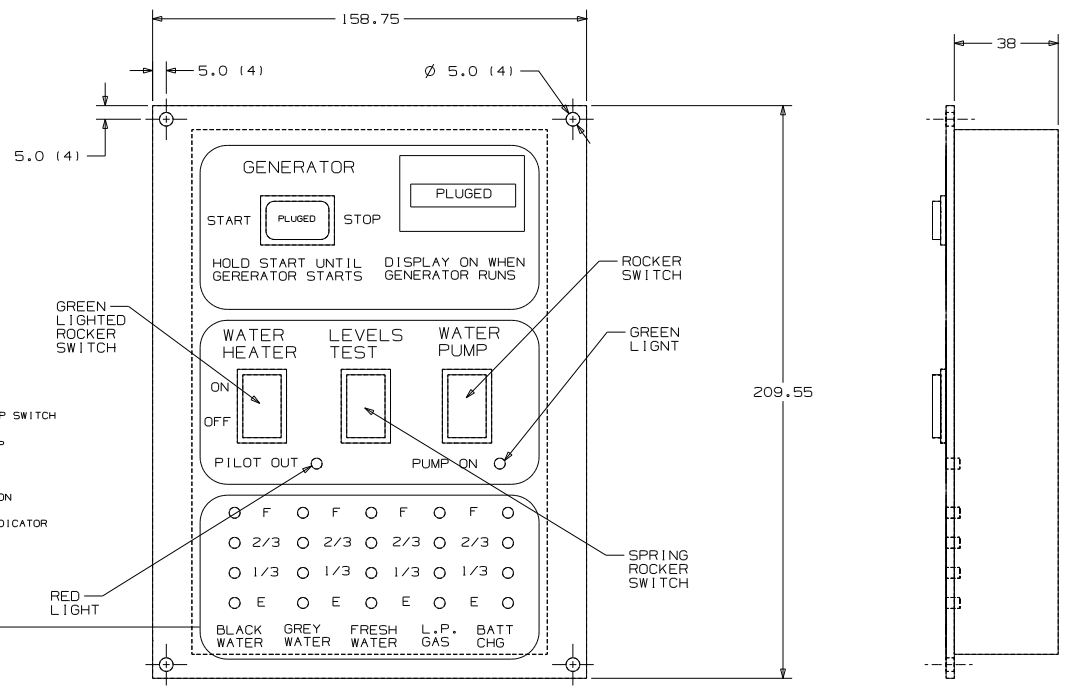 158.75
38
5.0 (4)
Ø 5.0 (4)
5.0 (4)
GENERATOR
PLUGED
START
PLUGED
STOP
HOLD START UNTIL
GERERATOR STARTS
DISPLAY ON WHEN
GENERATOR RUNS
ROCKER
SWITCH
GREEN
LIGHTED
ROCKER
SWITCH
WATER
HEATER
LEVELS
TEST
WATER
PUMP
GREEN
LIGNT
ON
OFF
209.55
P SWITCH
P
PILOT OUT
PUMP ON
ON
DICATOR
F F F F
2/3 2/3 2/3 2/3
1/3 1/3 1/3 1/3
E E E E
SPRING
ROCKER
SWITCH
RED
LIGHT
BLACK
WATER
GREY
WATER
FRESH
WATER
L.P.
GAS
BATT
CHG